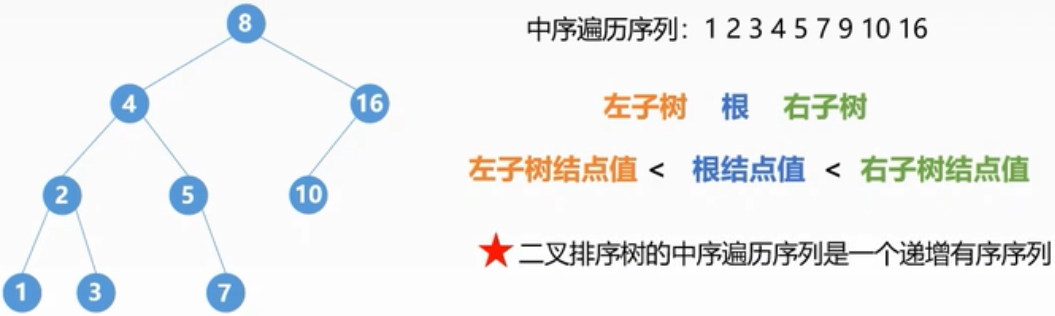 8
中序遍历序列：1 2 3 4 5 7 9 10 16
4 16
左子树 根 右子树
2 5 10
左子树结点值 < 根结点值 < 右子树结点值
★ 二叉排序树的中序遍历序列是一个递增有序序列
1 3 7